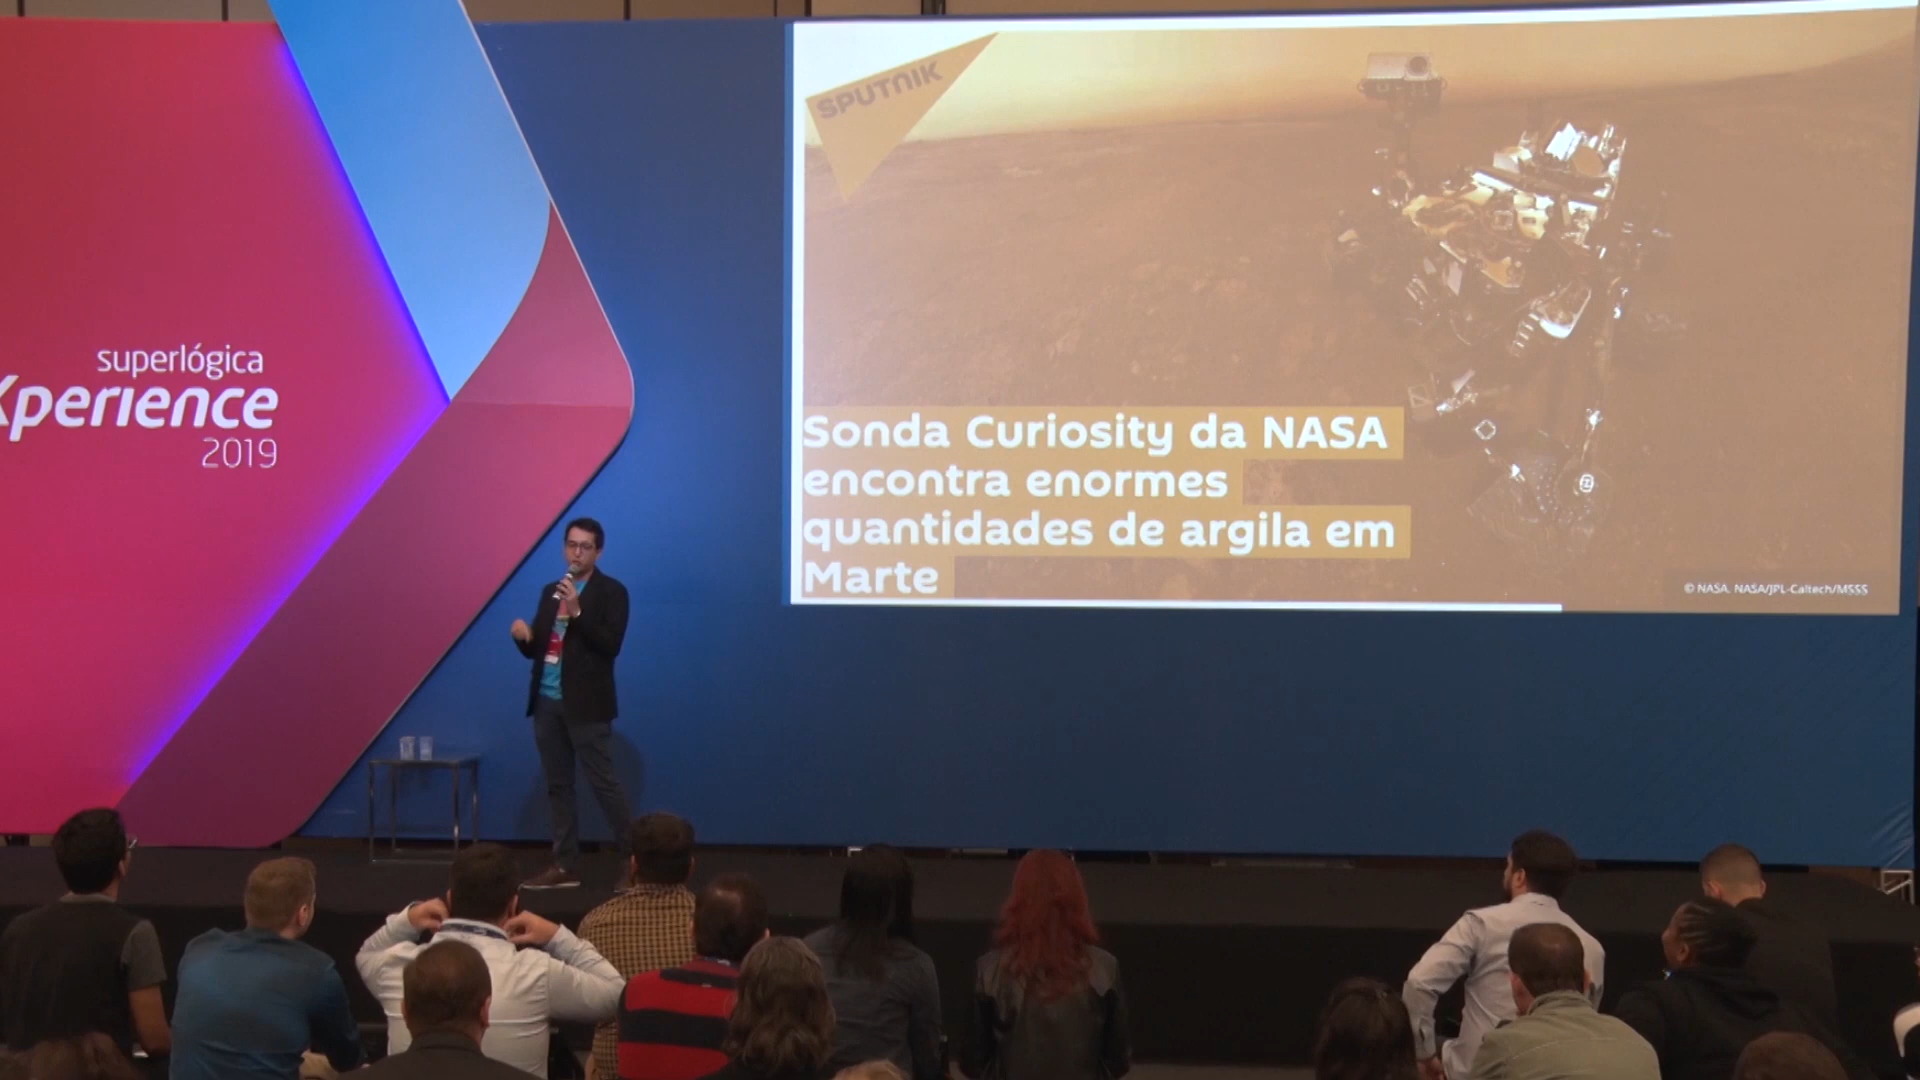 superlógica
Xperience
2019
SPUTNIK
Sonda Curiosity da NASA
encontra enormes
quantidades de argila em
Marte
© NASA. NASA/JPL-Caltech/MSSS